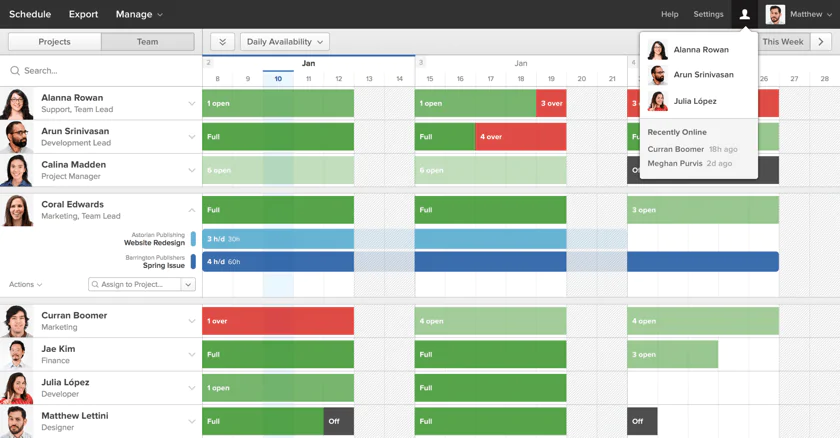 Schedule Export Manage Help Settings Matthew
Projects Team Daily Availability This Week
Alanna Rowan
Arun Srinivasan
Julia López
Recently Online
Curran Boomer 18h ago
Meghan Purvis 2d ago
2 Jan 3 Jan 4
Search... 8 9 10 11 12 13 14 15 16 17 18 19 20 21 22 26 27 28
Alanna Rowan
Support, Team Lead
1 open 1 open 3 over
Arun Srinivasan
Development Lead
Full Full 4 over
Calina Madden
Project Manager
6 open 6 open
Coral Edwards
Marketing, Team Lead
Full Full 3 open
Astorian Publishing
Website Redesign
3 h/d 30h
Barrington Publishers
Spring Issue
4 h/d 60h
Actions Assign to Project...
Curran Boomer
Marketing
1 over 4 open 4 open
Jae Kim
Finance
Full Full 3 open
Julia López
Developer
1 open Full
Matthew Lettini
Designer
Full Off Full Off